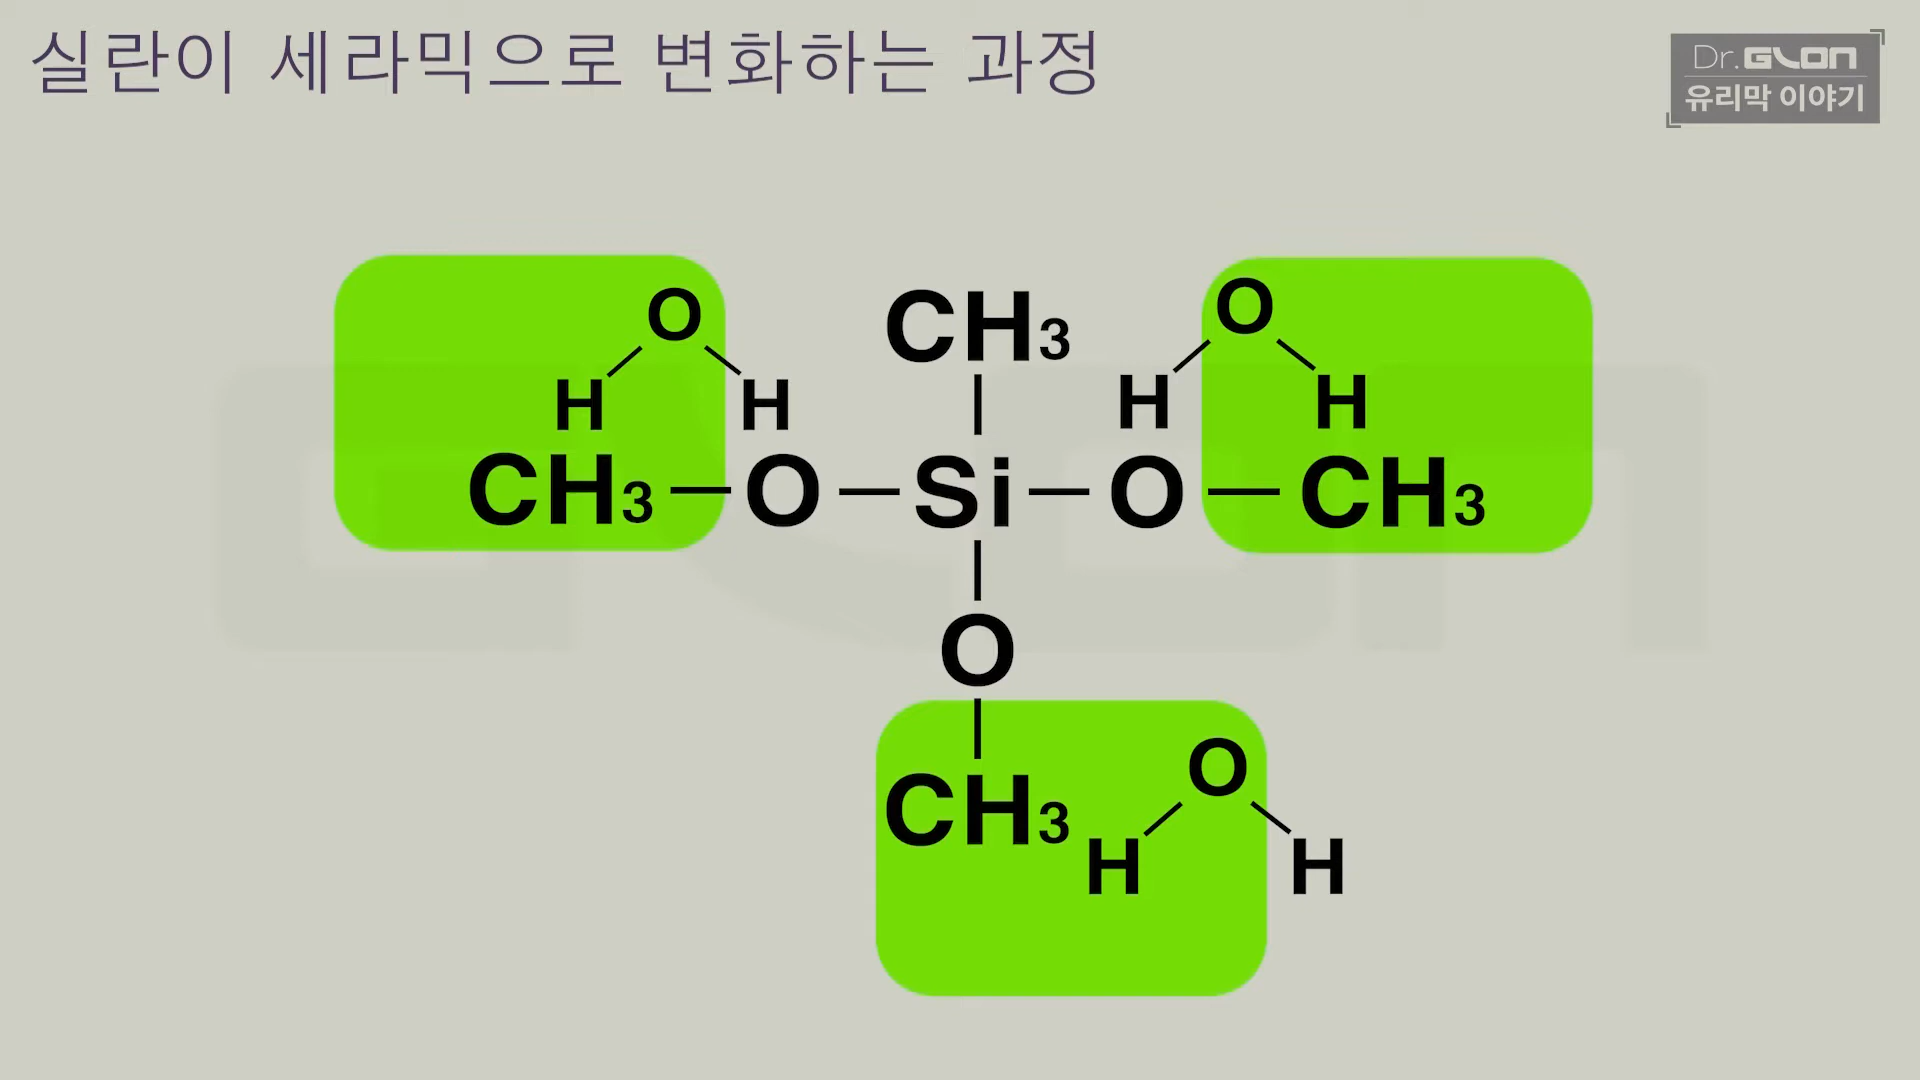 실란이 세라믹으로 변화하는 과정
Dr.GLON
유리막 이야기
O
H H
CH3
O
H H
CH3 — O — Si — O — CH3
O
CH3
O
H H